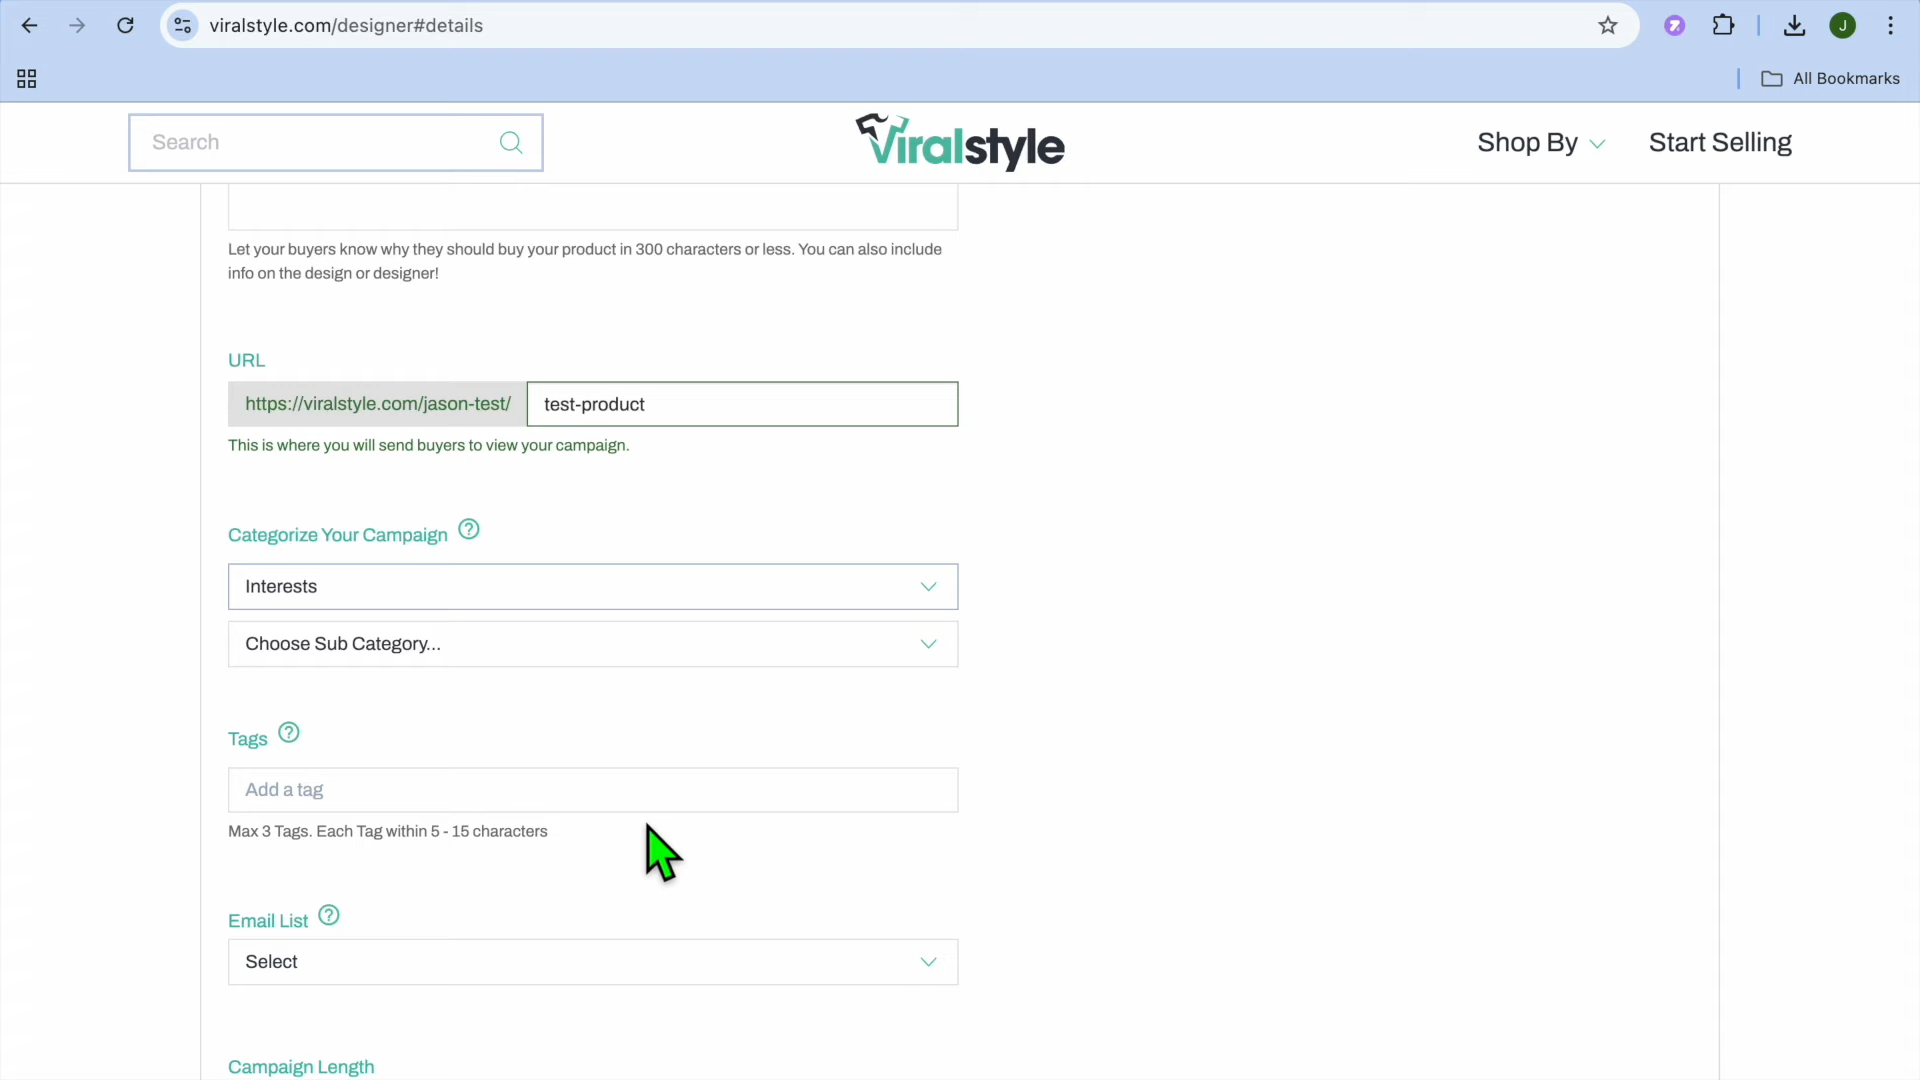 viralstyle.com/designer#details
J
All Bookmarks
Search
Viralstyle
Shop By
Start Selling
Let your buyers know why they should buy your product in 300 characters or less. You can also include
info on the design or designer!
URL
https://viralstyle.com/jason-test/
test-product
This is where you will send buyers to view your campaign.
Categorize Your Campaign ?
Interests
Choose Sub Category...
Tags ?
Add a tag
Max 3 Tags. Each Tag within 5 - 15 characters
Email List ?
Select
Campaign Length